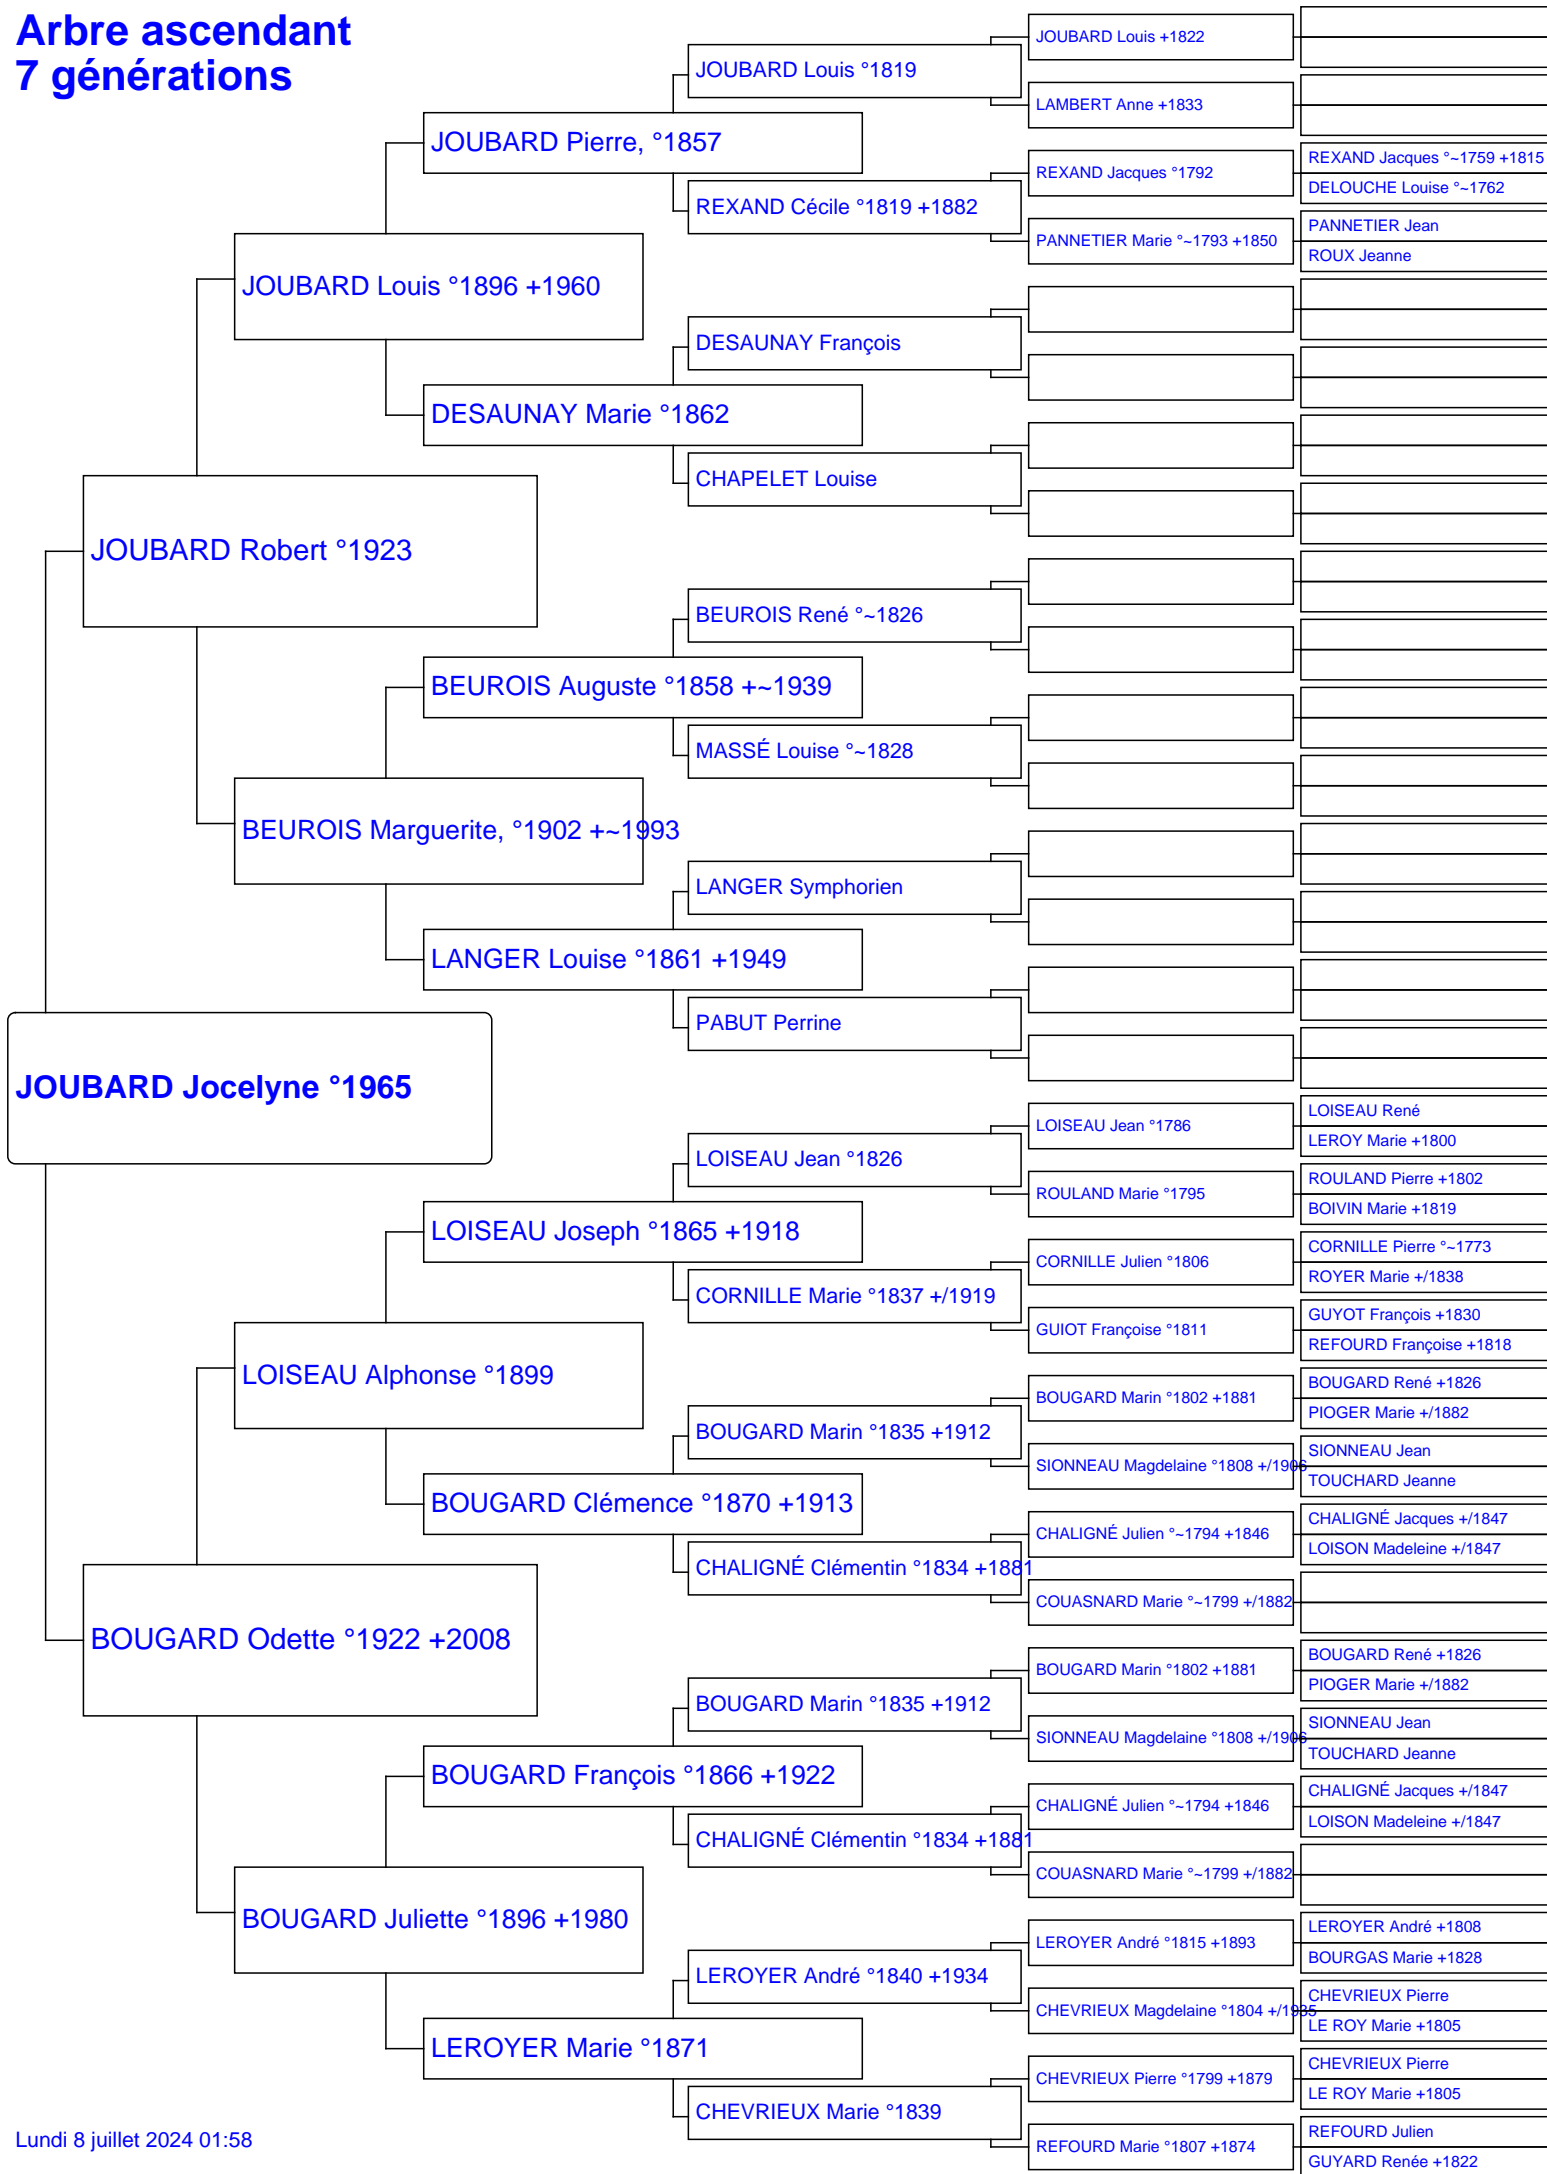 Arbre ascendant
7 générations
JOUBARD Jocelyne °1965
JOUBARD Robert °1923
BOUGARD Odette °1922 +2008
JOUBARD Louis °1896 +1960
BEUROIS Marguerite, °1902 +~1993
LOISEAU Alphonse °1899
BOUGARD Juliette °1896 +1980
JOUBARD Pierre, °1857
DESAUNAY Marie °1862
BEUROIS Auguste °1858 +~1939
LANGER Louise °1861 +1949
LOISEAU Joseph °1865 +1918
BOUGARD Clémence °1870 +1913
BOUGARD François °1866 +1922
LEROYER Marie °1871
JOUBARD Louis °1819
REXAND Cécile °1819 +1882
DESAUNAY François
CHAPELET Louise
BEUROIS René °~1826
MASSÉ Louise °~1828
LANGER Symphorien
PABUT Perrine
LOISEAU Jean °1826
CORNILLE Marie °1837 +/1919
BOUGARD Marin °1835 +1912
CHALIGNÉ Clémentin °1834 +1881
BOUGARD Marin °1835 +1912
CHALIGNÉ Clémentin °1834 +1881
LEROYER André °1840 +1934
CHEVRIEUX Marie °1839
JOUBARD Louis +1822
LAMBERT Anne +1833
REXAND Jacques °1792
PANNETIER Marie °~1793 +1850
LOISEAU Jean °1786
ROULAND Marie °1795
CORNILLE Julien °1806
GUIOT Françoise °1811
BOUGARD Marin °1802 +1881
SIONNEAU Magdelaine °1808 +/1906
CHALIGNÉ Julien °~1794 +1846
COUASNARD Marie °~1799 +/1882
BOUGARD Marin °1802 +1881
SIONNEAU Magdelaine °1808 +/1906
CHALIGNÉ Julien °~1794 +1846
COUASNARD Marie °~1799 +/1882
LEROYER André °1815 +1893
CHEVRIEUX Magdelaine °1804 +/1935
CHEVRIEUX Pierre °1799 +1879
REFOURD Marie °1807 +1874
REXAND Jacques °~1759 +1815
DELOUCHE Louise °~1762
PANNETIER Jean
ROUX Jeanne
LOISEAU René
LEROY Marie +1800
ROULAND Pierre +1802
BOIVIN Marie +1819
CORNILLE Pierre °~1773
ROYER Marie +/1838
GUYOT François +1830
REFOURD Françoise +1818
BOUGARD René +1826
PIOGER Marie +/1882
SIONNEAU Jean
TOUCHARD Jeanne
CHALIGNÉ Jacques +/1847
LOISON Madeleine +/1847
BOUGARD René +1826
PIOGER Marie +/1882
SIONNEAU Jean
TOUCHARD Jeanne
CHALIGNÉ Jacques +/1847
LOISON Madeleine +/1847
LEROYER André +1808
BOURGAS Marie +1828
CHEVRIEUX Pierre
LE ROY Marie +1805
CHEVRIEUX Pierre
LE ROY Marie +1805
REFOURD Julien
GUYARD Renée +1822
Lundi 8 juillet 2024 01:58